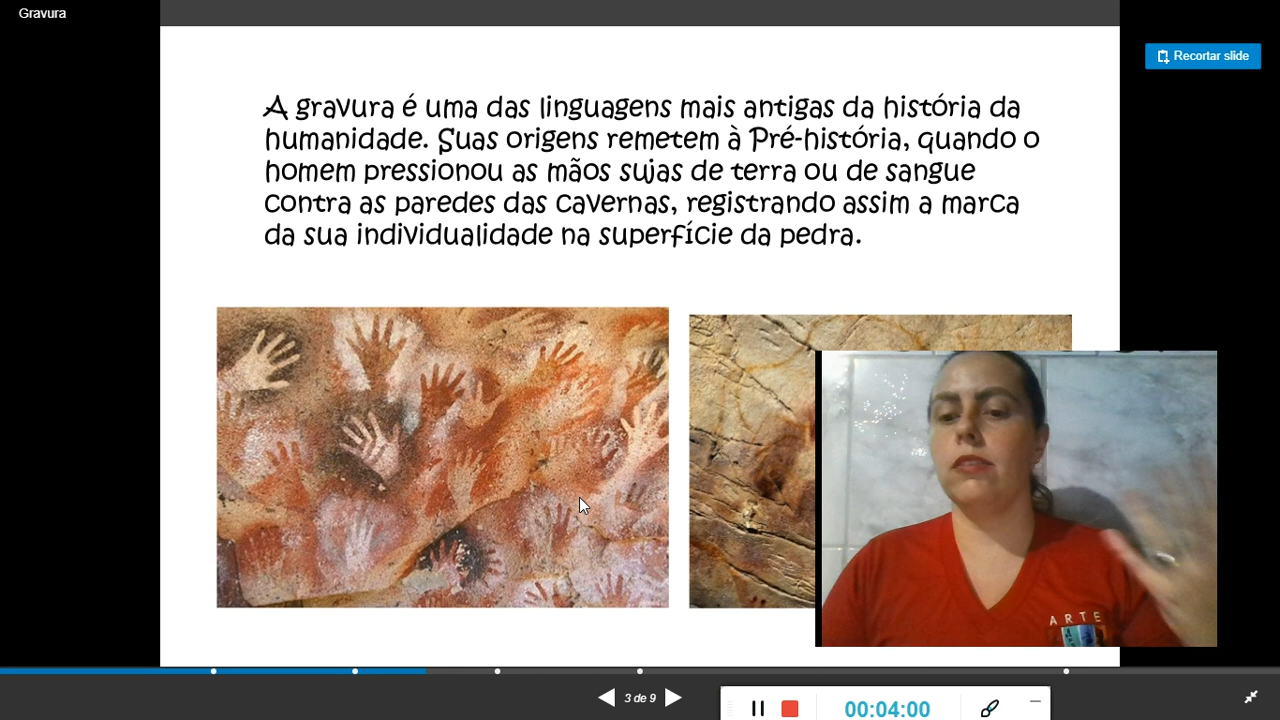 Gravura
Recortar slide
A gravura é uma das linguagens mais antigas da história da
humanidade. Suas origens remetem à Pré-história, quando o
homem pressionou as mãos sujas de terra ou de sangue
contra as paredes das cavernas, registrando assim a marca
da sua individualidade na superfície da pedra.
ARTE
3 de 9
00:04:00